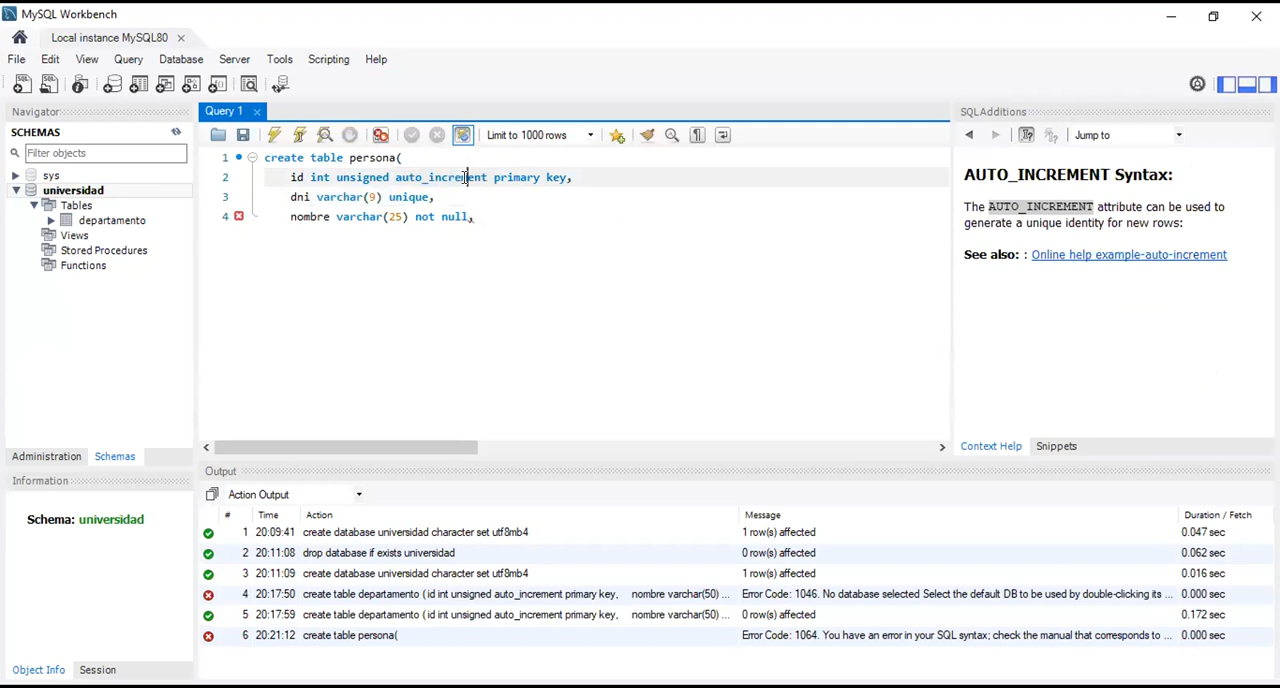 MySQL Workbench
Local instance MySQL80
File Edit View Query Database Server Tools Scripting Help
Navigator
SCHEMAS
Filter objects
sys
universidad
Tables
departamento
Views
Stored Procedures
Functions
Administration Schemas
Information
Schema: universidad
Object Info Session
Query 1
Limit to 1000 rows
1 create table persona(
2 id int unsigned auto_increment primary key,
3 dni varchar(9) unique,
4 nombre varchar(25) not null,
SQLAdditions
Jump to
AUTO_INCREMENT Syntax:
The AUTO_INCREMENT attribute can be used to
generate a unique identity for new rows:
See also: : Online help example-auto-increment
Context Help Snippets
Output
Action Output
# Time Action Message Duration / Fetch
1 20:09:41 create database universidad character set utf8mb4 1 row(s) affected 0.047 sec
2 20:11:08 drop database if exists universidad 0 row(s) affected 0.062 sec
3 20:11:09 create database universidad character set utf8mb4 1 row(s) affected 0.016 sec
4 20:17:50 create table departamento ( id int unsigned auto_increment primary key, nombre varchar(50) ... Error Code: 1046. No database selected Select the default DB to be used by double-clicking its ... 0.000 sec
5 20:17:59 create table departamento ( id int unsigned auto_increment primary key, nombre varchar(50) ... 0 row(s) affected 0.172 sec
6 20:21:12 create table persona( Error Code: 1064. You have an error in your SQL syntax; check the manual that corresponds to ... 0.000 sec